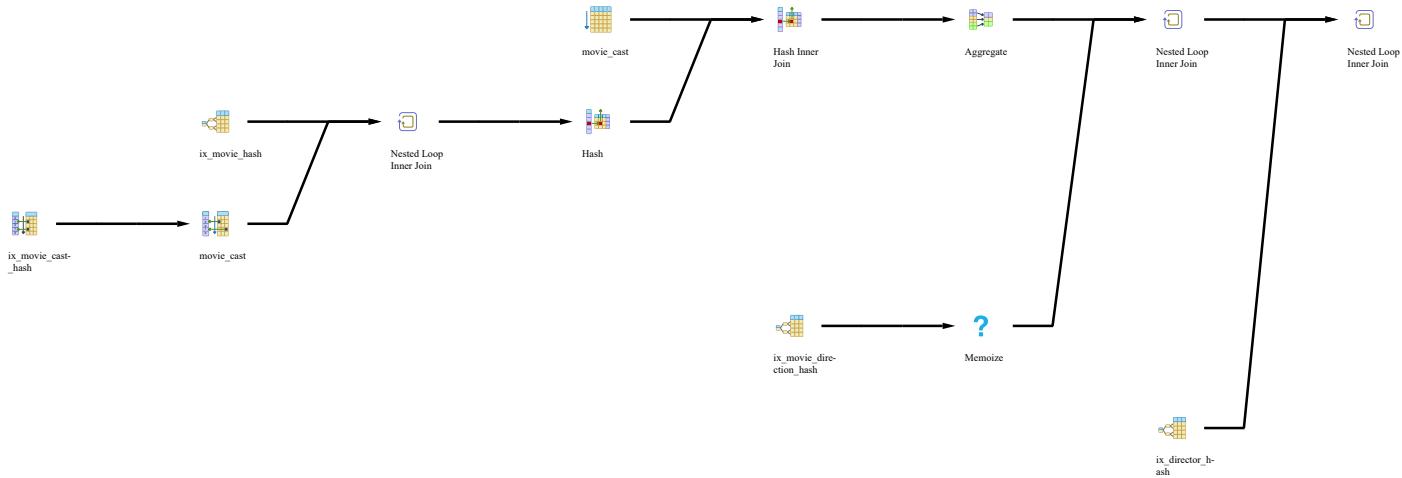 movie_cast
Hash Inner
Join
Aggregate
Nested Loop
Inner Join
Nested Loop
Inner Join
ix_movie_hash
Nested Loop
Inner Join
Hash
ix_movie_cast-
_hash
movie_cast
ix_movie_dire-
ction_hash
?
Memoize
ix_director_h-
ash